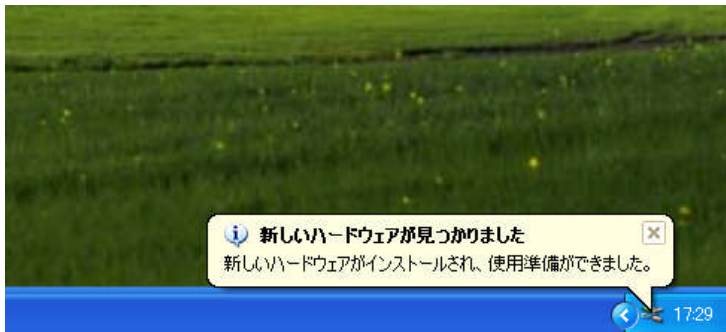 新しいハードウェアが見つかりました
新しいハードウェアがインストールされ、使用準備ができました。
17:29